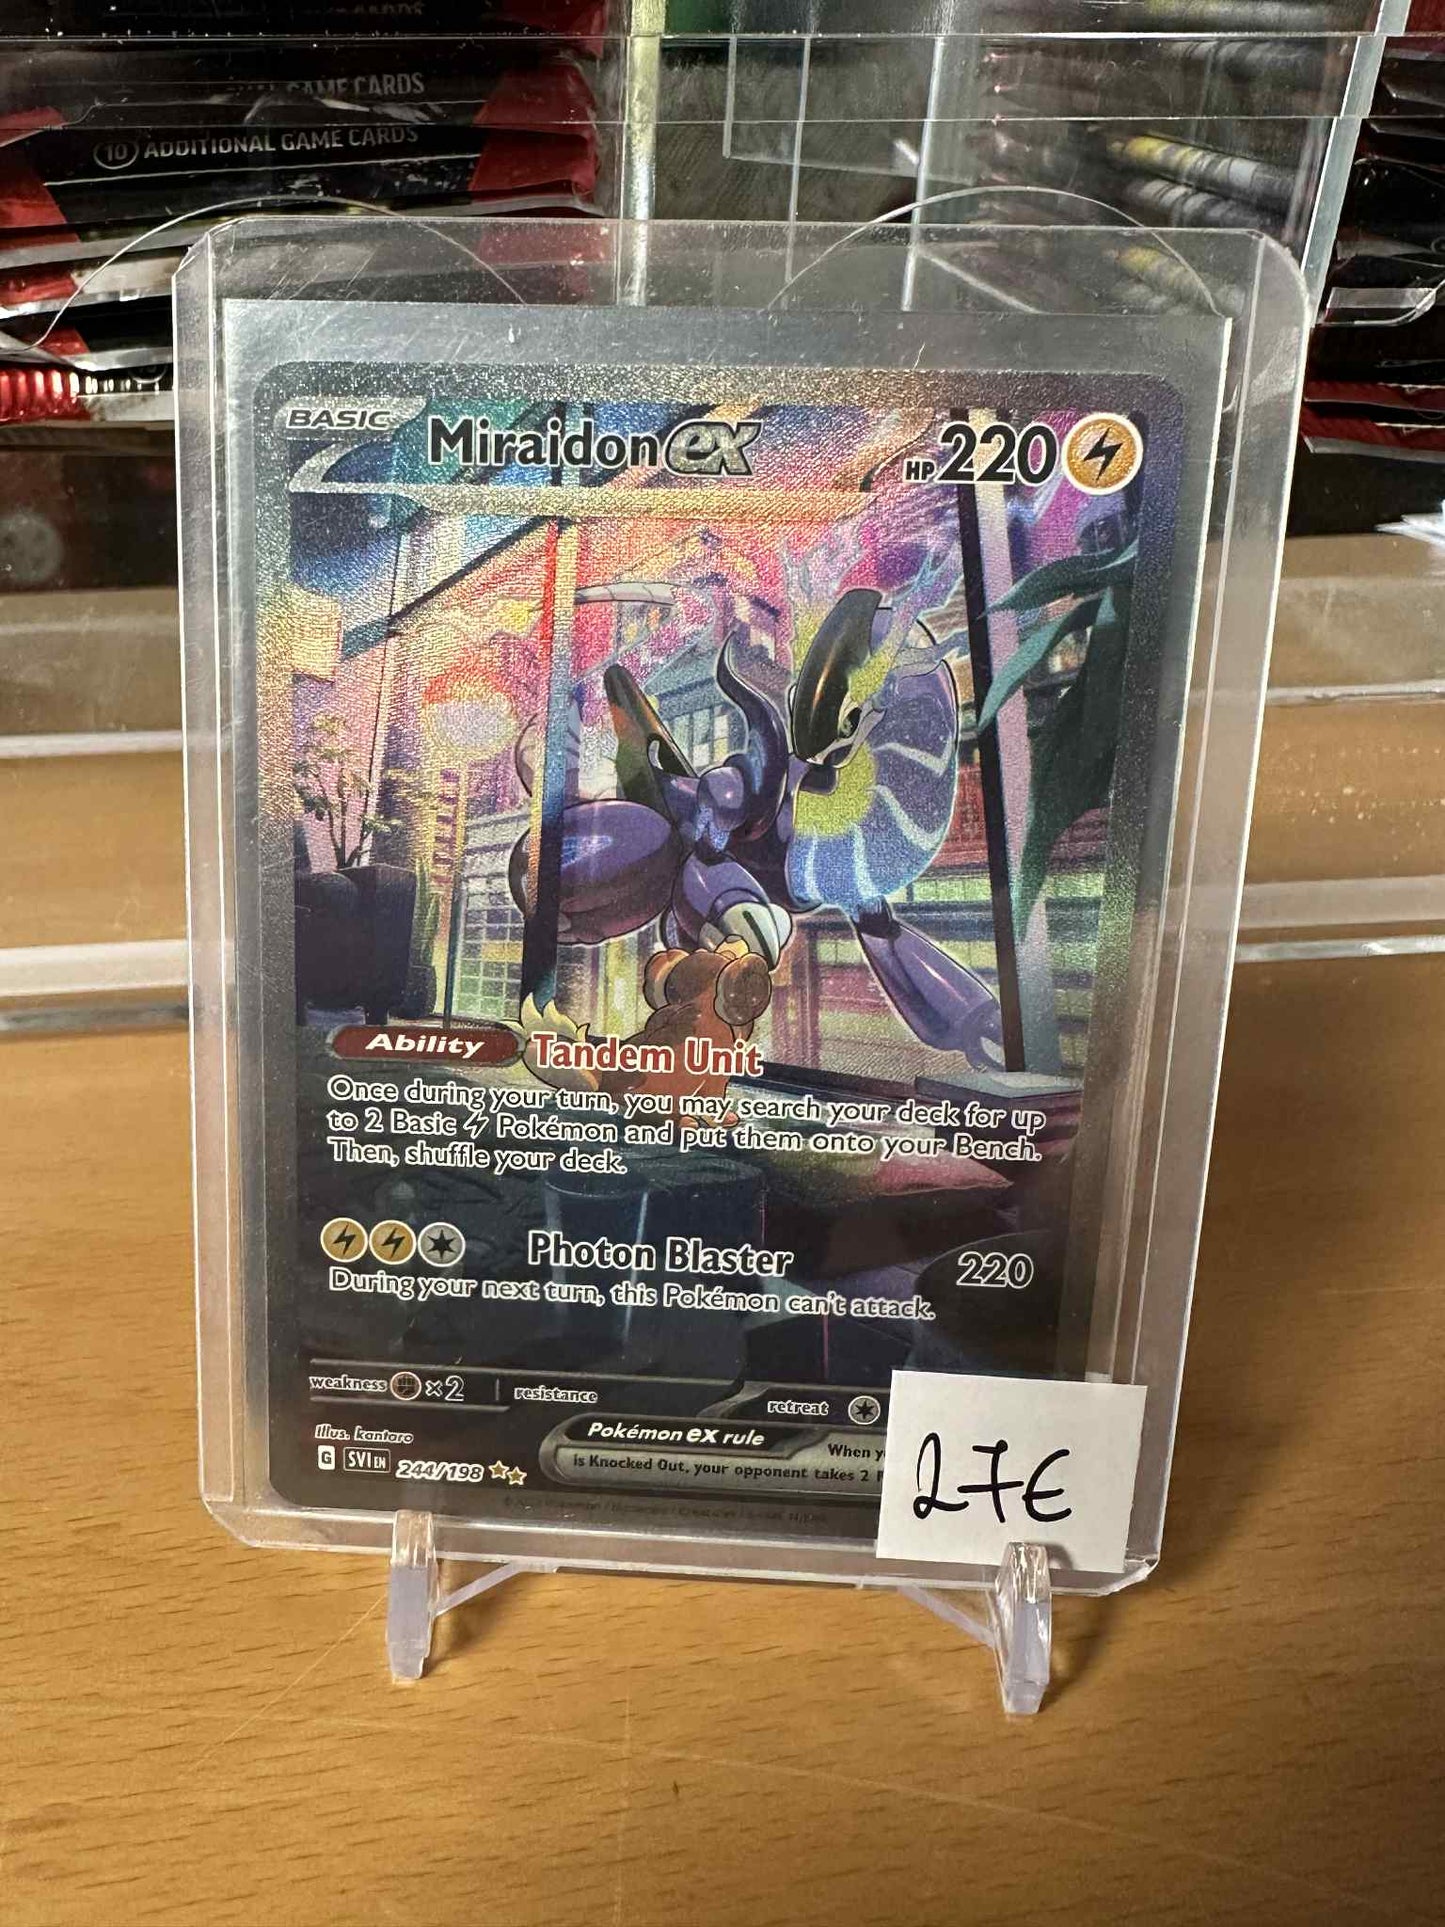 GAME CARDS
10 ADDITIONAL GAME CARDS
BASIC Miraidon ex HP 220
Ability Tandem Unit
Once during your turn, you may search your deck for up
to 2 Basic Pokémon and put them onto your Bench.
Then, shuffle your deck.
Photon Blaster 220
During your next turn, this Pokémon can't attack.
weakness ×2 resistance retreat
Illus. kantaro
Pokémon ex rule
When y
G SVI EN 244/198
is Knocked Out, your opponent takes 2
27€